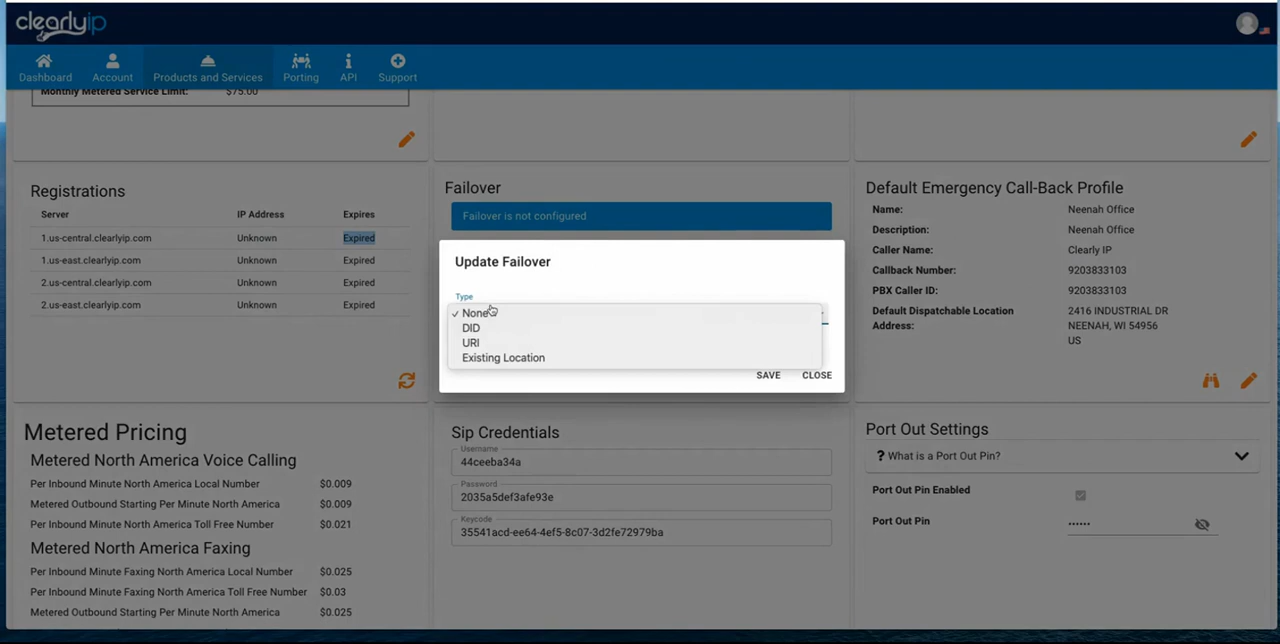 clearlyip
Dashboard
Account
Products and Services
Porting
API
Support
Monthly Metered Service Limit: $75.00
Registrations
Server IP Address Expires
1.us-central.clearlyip.com Unknown Expired
1.us-east.clearlyip.com Unknown Expired
2.us-central.clearlyip.com Unknown Expired
2.us-east.clearlyip.com Unknown Expired
Failover
Failover is not configured
Update Failover
Type
✓ None
DID
URI
Existing Location
SAVE CLOSE
Default Emergency Call-Back Profile
Name: Neenah Office
Description: Neenah Office
Caller Name: Clearly IP
Callback Number: 9203833103
PBX Caller ID: 9203833103
Default Dispatchable Location 2416 INDUSTRIAL DR
Address: NEENAH, WI 54956
US
Metered Pricing
Metered North America Voice Calling
Per Inbound Minute North America Local Number $0.009
Metered Outbound Starting Per Minute North America $0.009
Per Inbound Minute North America Toll Free Number $0.021
Metered North America Faxing
Per Inbound Minute Faxing North America Local Number $0.025
Per Inbound Minute Faxing North America Toll Free Number $0.03
Metered Outbound Starting Per Minute North America $0.025
Sip Credentials
Username
44ceeba34a
Password
2035a5def3afe93e
Keycode
35541acd-ee64-4ef5-8c07-3d2fe72979ba
Port Out Settings
? What is a Port Out Pin?
Port Out Pin Enabled
Port Out Pin ••••••